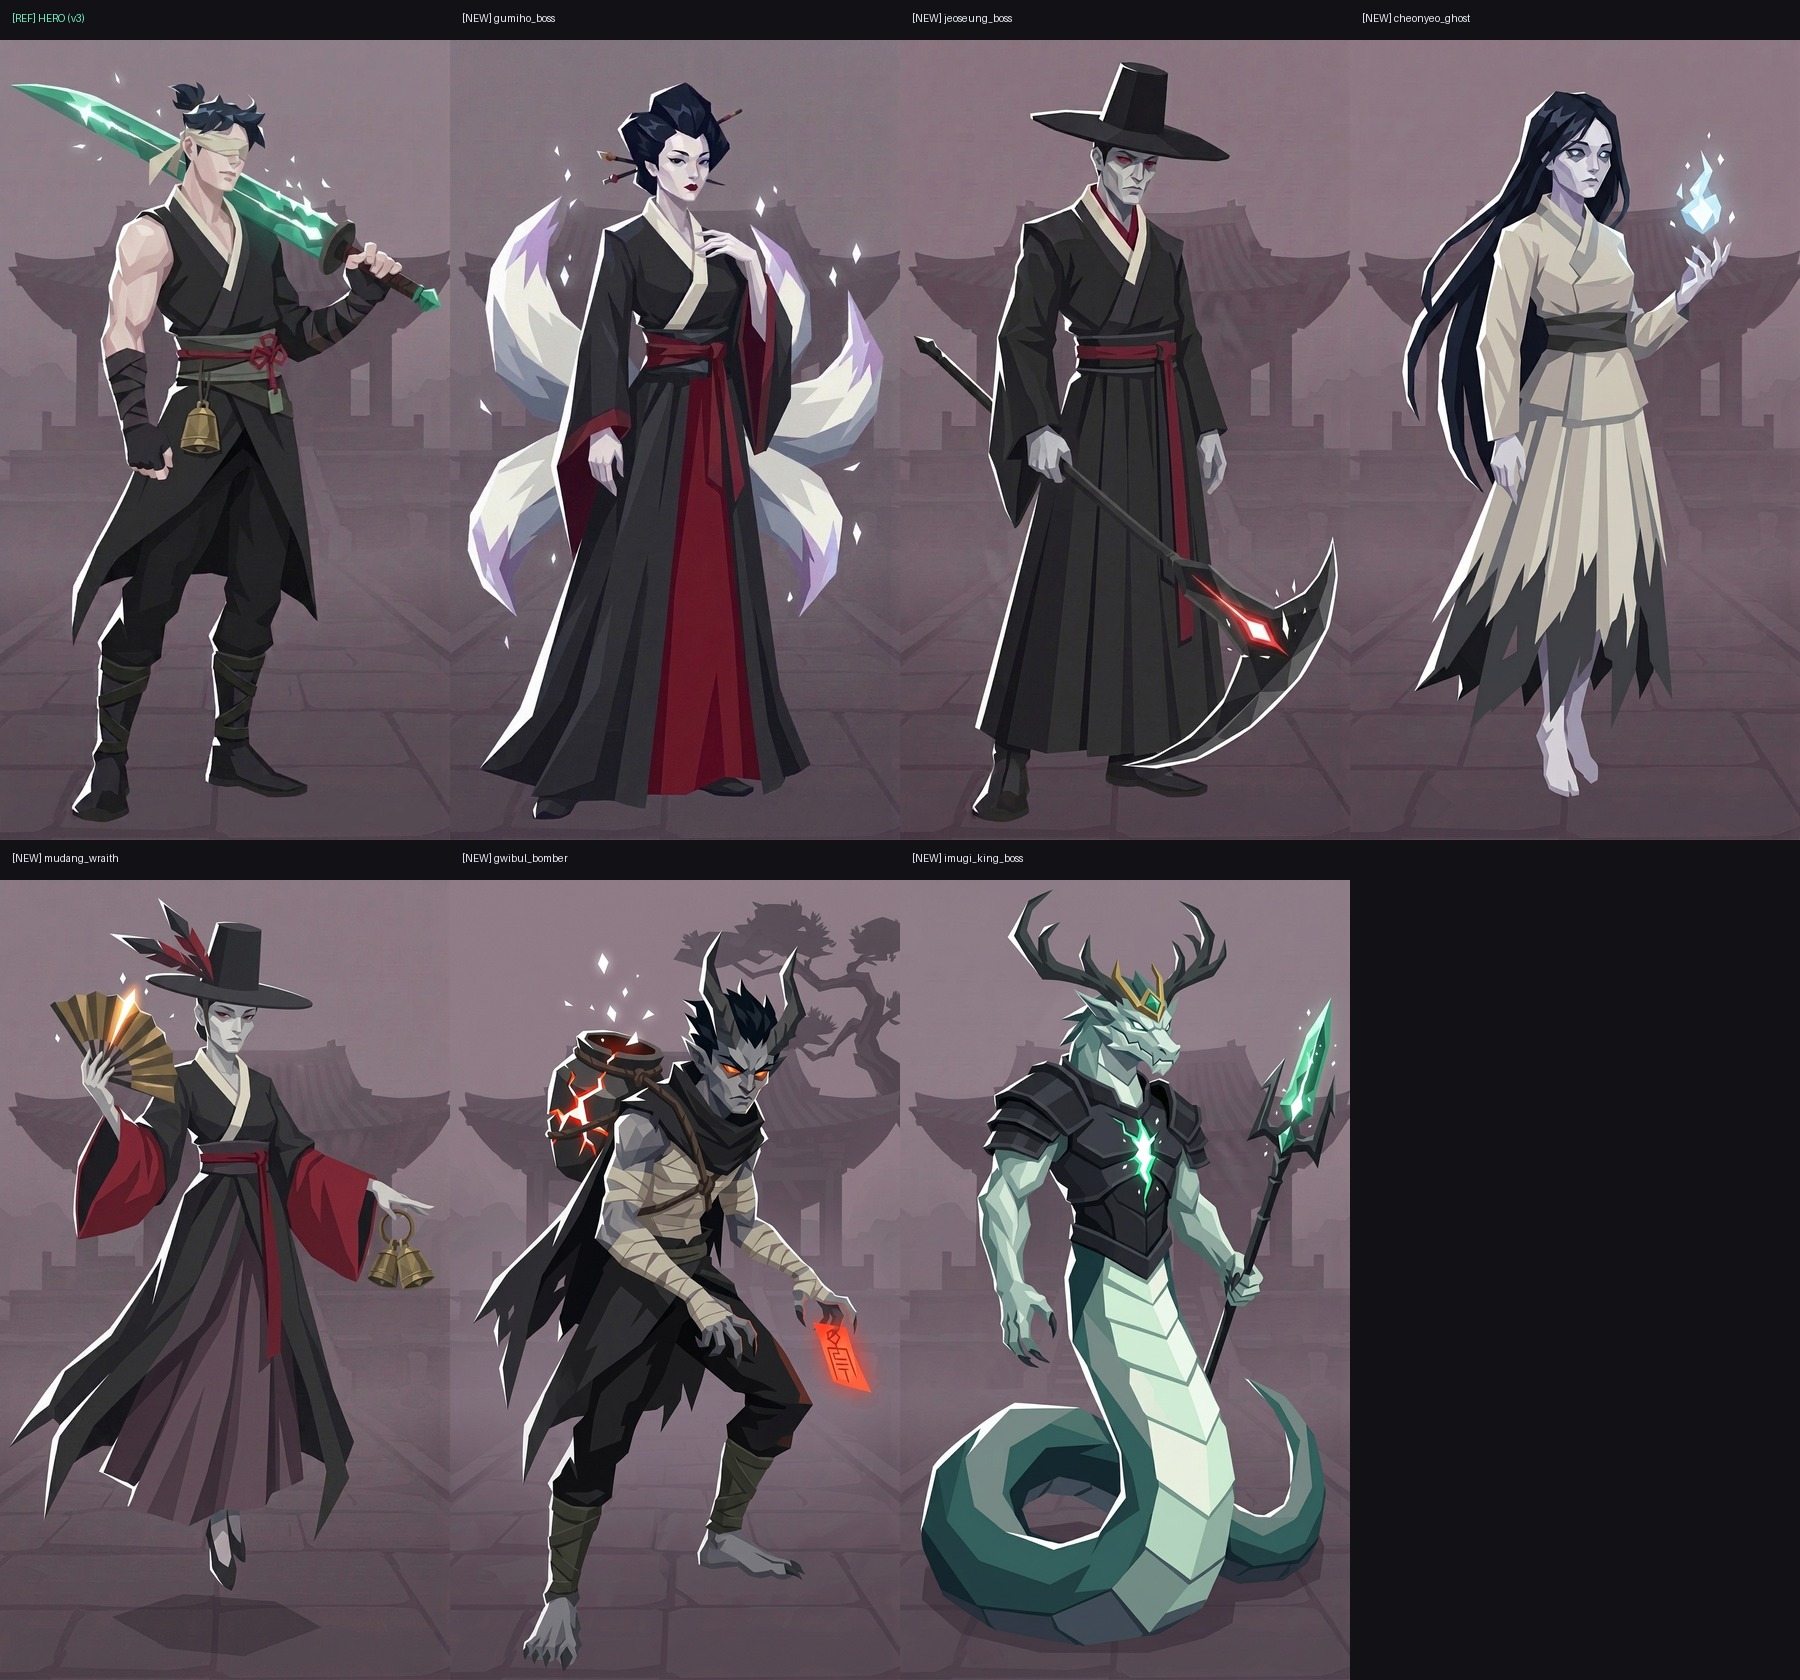 [REF] HERO (v3)
[NEW] gumiho_boss
[NEW] jeoseung_boss
[NEW] cheonyeo_ghost
[NEW] mudang_wraith
[NEW] gwibul_bomber
[NEW] imugi_king_boss